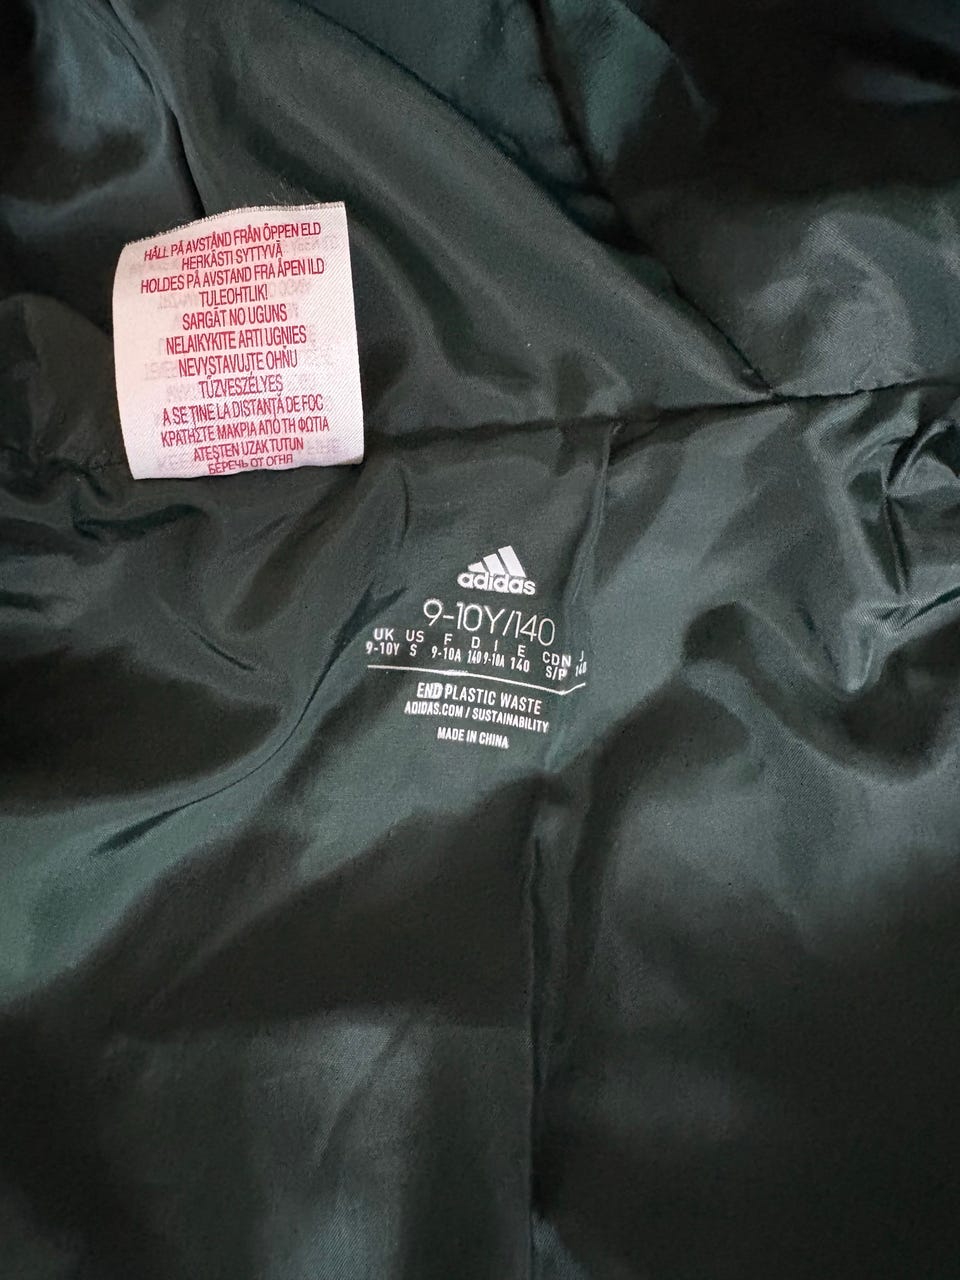 HÅLL PÅ AVSTÅND FRÅN ÖPPEN ELD
HERKÄSTI SYTTYVÄ
HOLDES PÅ AVSTAND FRA ÅPEN ILD
TULEOHTLIK!
SARGĀT NO UGUNS
NELAIKYKITE ARTI UGNIES
NEVYSTAVUJTE OHŇU
TŰZVESZÉLYES
A SE ȚINE LA DISTANȚĂ DE FOC
ΚΡΑΤΗΣΤΕ ΜΑΚΡΙΑ ΑΠΟ ΤΗ ΦΩΤΙΑ
ATEŞTEN UZAK TUTUN
БЕРЕЧЬ ОТ ОГНЯ
adidas
9-10Y/140
UK US F D I E CDN J
9-10Y S 9-10A 140 9-10A 140 S/P 140
END PLASTIC WASTE
ADIDAS.COM / SUSTAINABILITY
MADE IN CHINA